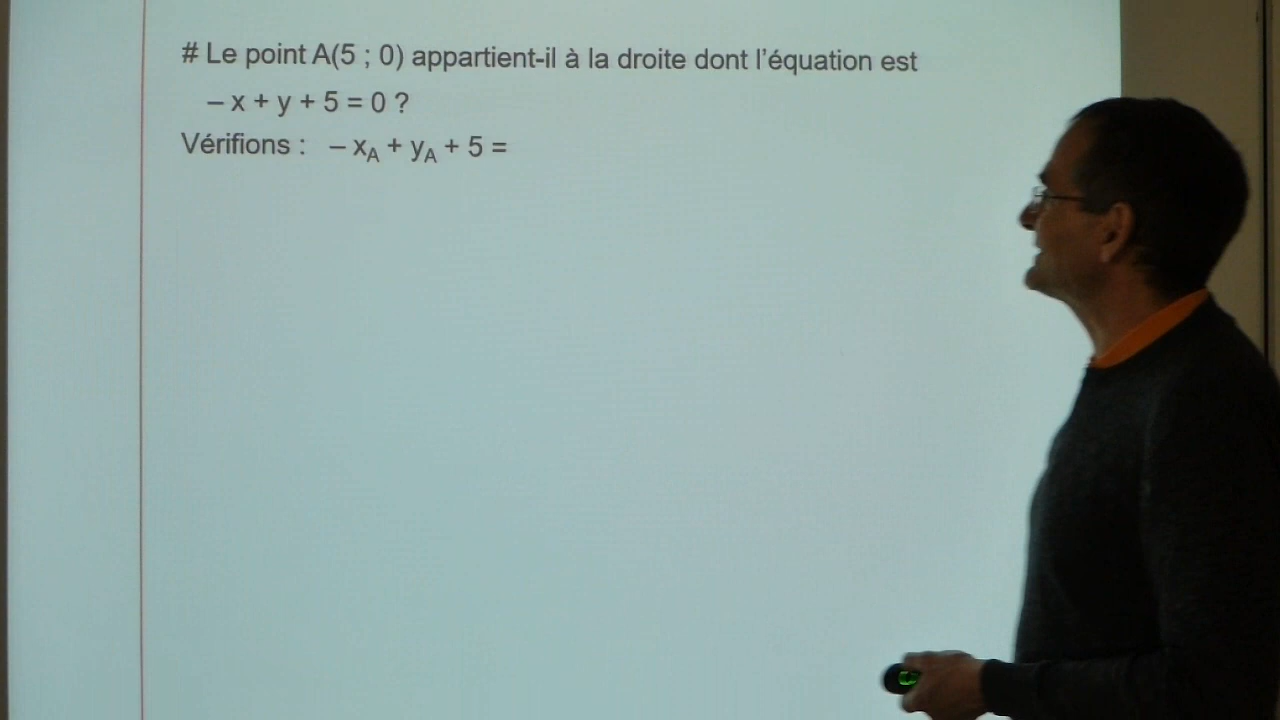 # Le point A(5 ; 0) appartient-il à la droite dont l’équation est
– x + y + 5 = 0 ?
Vérifions : – x_A + y_A + 5 =